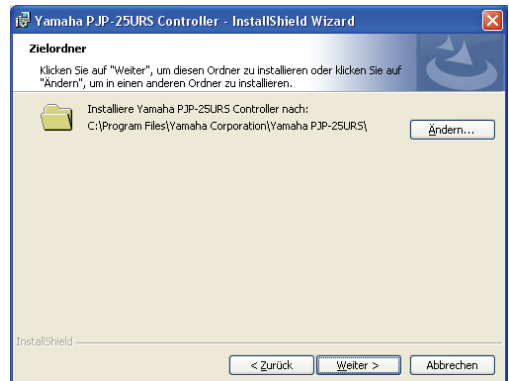 Yamaha PJP-25URS Controller - InstallShield Wizard
Zielordner
Klicken Sie auf "Weiter", um diesen Ordner zu installieren oder klicken Sie auf
"Ändern", um in einen anderen Ordner zu installieren.
Installiere Yamaha PJP-25URS Controller nach:
C:\Program Files\Yamaha Corporation\Yamaha PJP-25URS\
Ändern...
InstallShield
< Zurück
Weiter >
Abbrechen